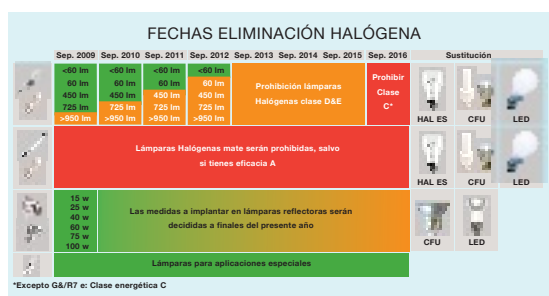 FECHAS ELIMINACIÓN HALÓGENA
Sep. 2009 Sep. 2010 Sep. 2011 Sep. 2012 Sep. 2013 Sep. 2014 Sep. 2015 Sep. 2016 Sustitución
<60 lm <60 lm <60 lm <60 lm
60 lm 60 lm 60 lm 60 lm
450 lm 450 lm 450 lm 450 lm
725 lm 725 lm 725 lm 725 lm
>950 lm >950 lm >950 lm >950 lm
Prohibición lámparas
Halógenas clase D&E
Prohibir
Clase
C*
HAL ES CFU LED
Lámparas Halógenas mate serán prohibidas, salvo
si tienes eficacia A
HAL ES CFU LED
15 w
25 w
40 w
60 w
75 w
100 w
Las medidas a implantar en lámparas reflectoras serán
decididas a finales del presente año
CFU LED
Lámparas para aplicaciones especiales
*Excepto G&/R7 e: Clase energética C